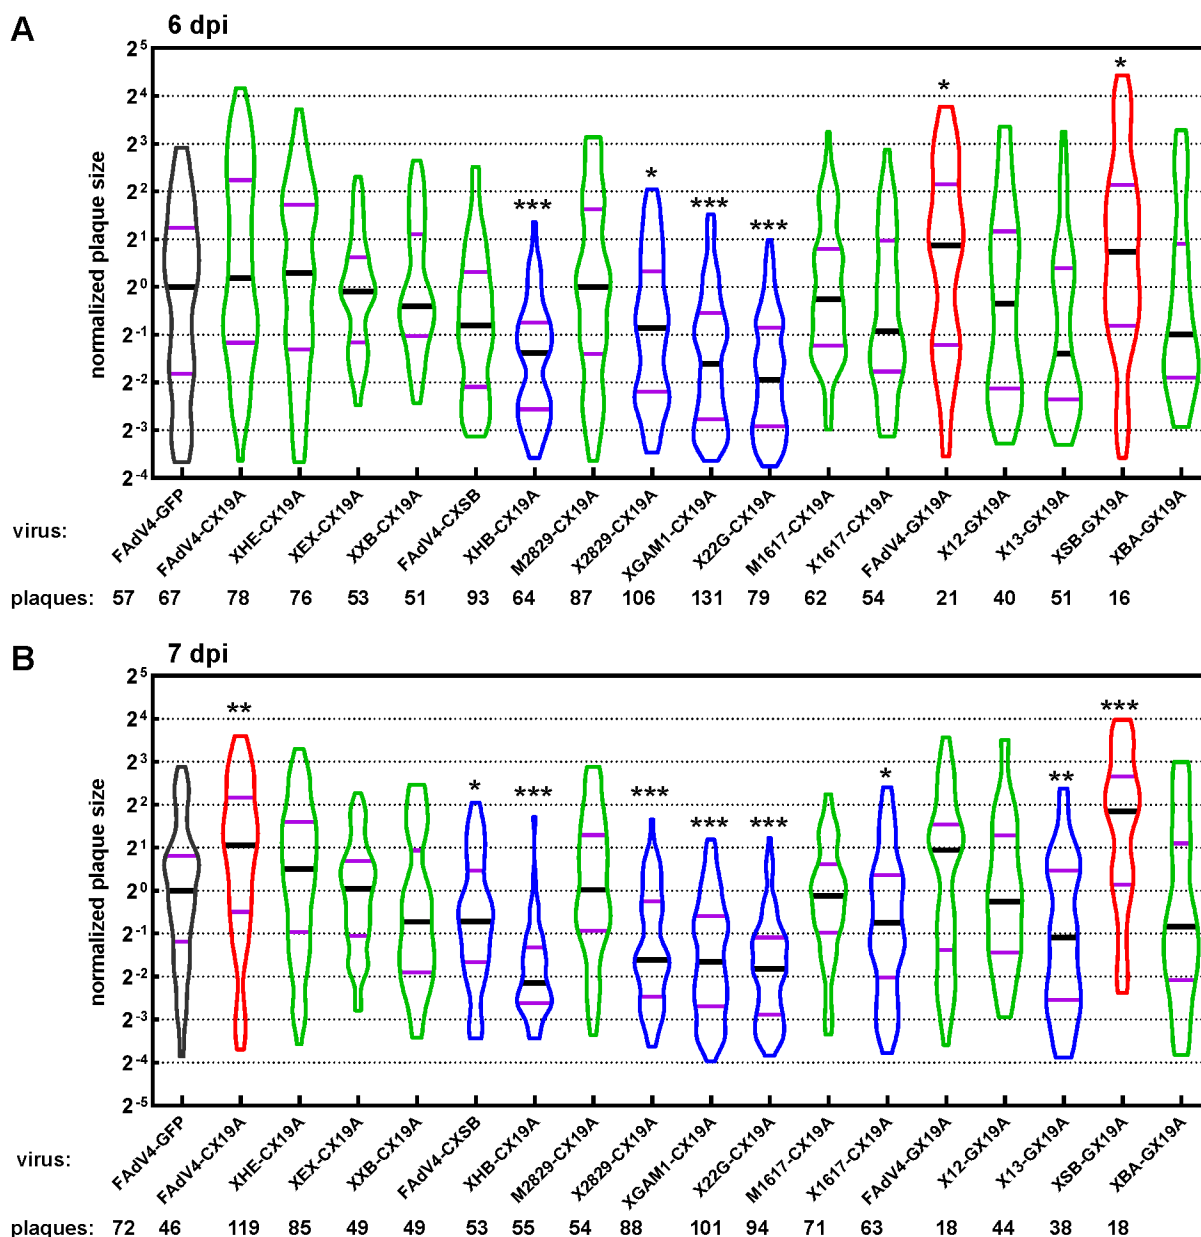 A
6 dpi
normalized plaque size
2^5
2^4
2^3
2^2
2^1
2^0
2^-1
2^-2
2^-3
2^-4
* *
*** * *** ***
virus: FAdV4-GFP FAdV4-CX19A XHE-CX19A XEX-CX19A XXB-CX19A FAdV4-CXSB XHB-CX19A M2829-CX19A X2829-CX19A XGAM1-CX19A X22G-CX19A M1617-CX19A X1617-CX19A FAdV4-GX19A X12-GX19A X13-GX19A XSB-GX19A XBA-GX19A
plaques: 57 67 78 76 53 51 93 64 87 106 131 79 62 54 21 40 51 16
B
7 dpi
normalized plaque size
2^5
2^4
2^3
2^2
2^1
2^0
2^-1
2^-2
2^-3
2^-4
2^-5
** ***
* *** *** *** *** * **
virus: FAdV4-GFP FAdV4-CX19A XHE-CX19A XEX-CX19A XXB-CX19A FAdV4-CXSB XHB-CX19A M2829-CX19A X2829-CX19A XGAM1-CX19A X22G-CX19A M1617-CX19A X1617-CX19A FAdV4-GX19A X12-GX19A X13-GX19A XSB-GX19A XBA-GX19A
plaques: 72 46 119 85 49 49 53 55 54 88 101 94 71 63 18 44 38 18